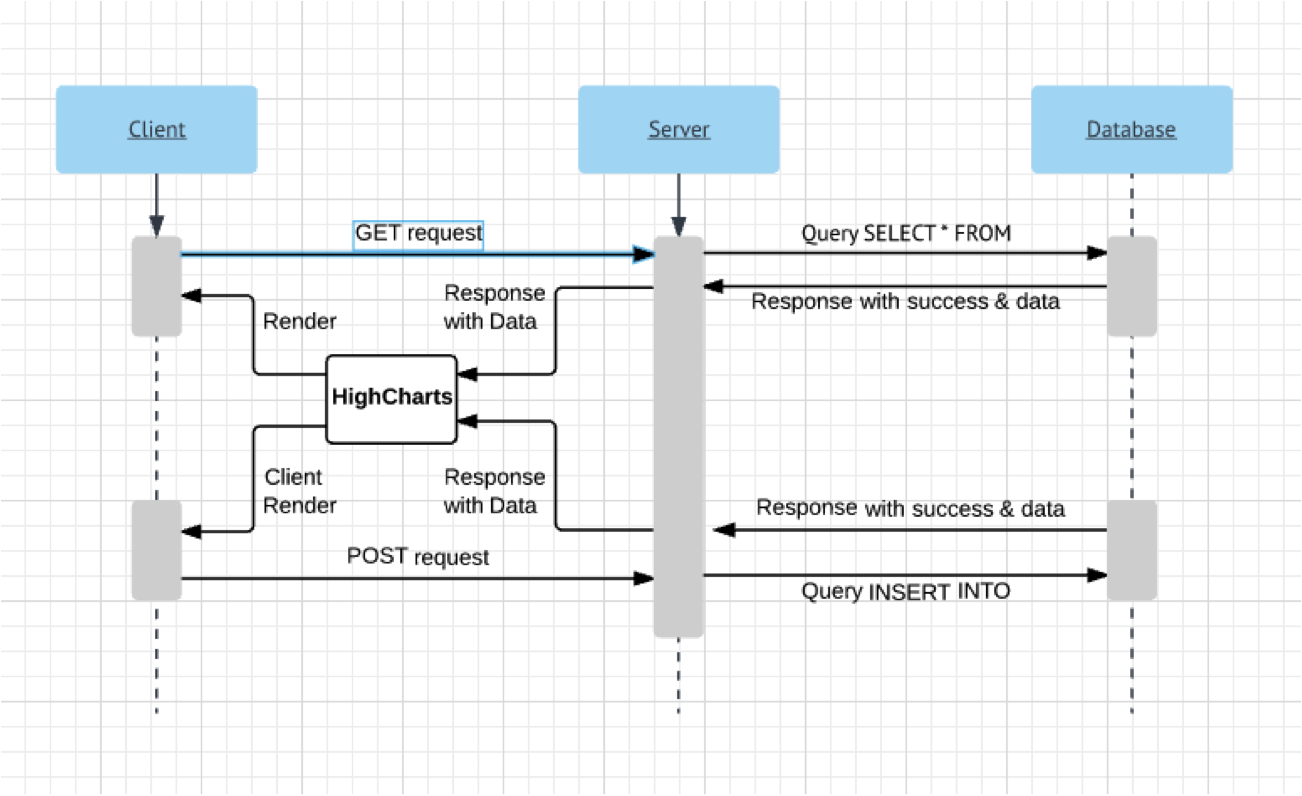 Client
Server
Database
GET request
Query SELECT * FROM
Response
with Data
Response with success & data
Render
HighCharts
Client
Render
Response
with Data
Response with success & data
POST request
Query INSERT INTO